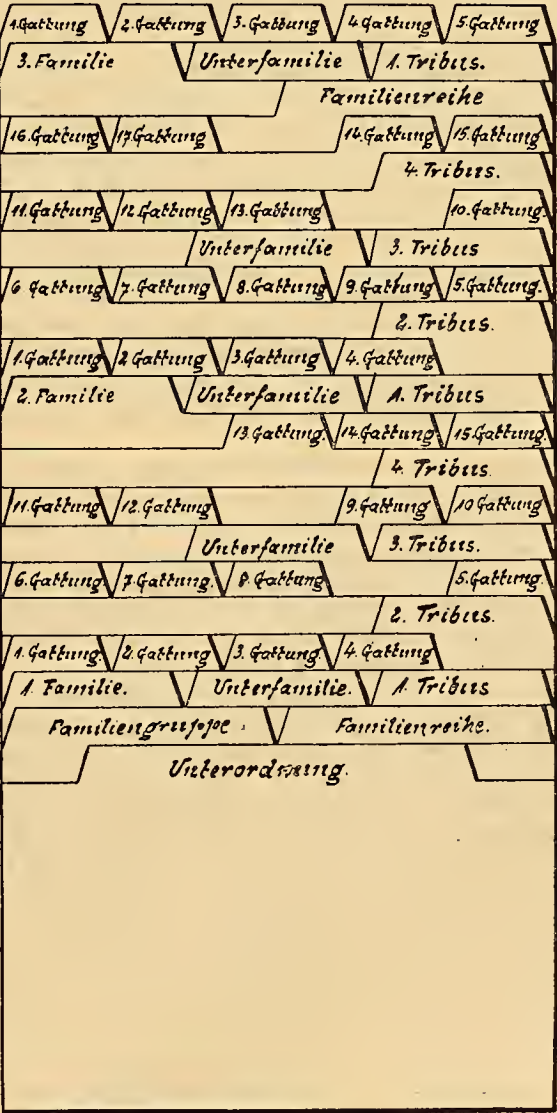 1.Gattung 2.Gattung 3.Gattung 4.Gattung 5.Gattung
3. Familie Unterfamilie 1. Tribus.
Familienreihe
16.Gattung 17.Gattung 14.Gattung 15.Gattung
4. Tribus.
11.Gattung 12.Gattung 13.Gattung 10.Gattung.
Unterfamilie 3. Tribus
6.Gattung 7.Gattung 8.Gattung 9.Gattung 5.Gattung.
2. Tribus.
1.Gattung 2 Gattung 3.Gattung 4. Gattung
2. Familie Unterfamilie 1. Tribus
13.Gattung. 14.Gattung 15.Gattung.
4. Tribus
11.Gattung 12.Gattung 9.Gattung 10 Gattung
Unterfamilie 3. Tribus.
6.Gattung. 7.Gattung. 8.Gattung 5.Gattung.
2. Tribus.
1. Gattung. 2.Gattung 3.Gattung. 4.Gattung
1. Familie. Unterfamilie. 1. Tribus
Familiengruppe Familienreihe.
Unterordnung.